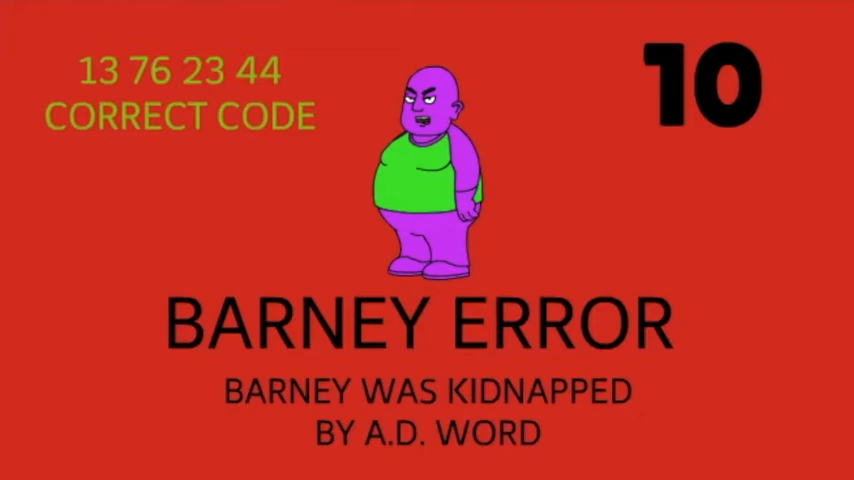 13 76 23 44
CORRECT CODE
10
BARNEY ERROR
BARNEY WAS KIDNAPPED
BY A.D. WORD